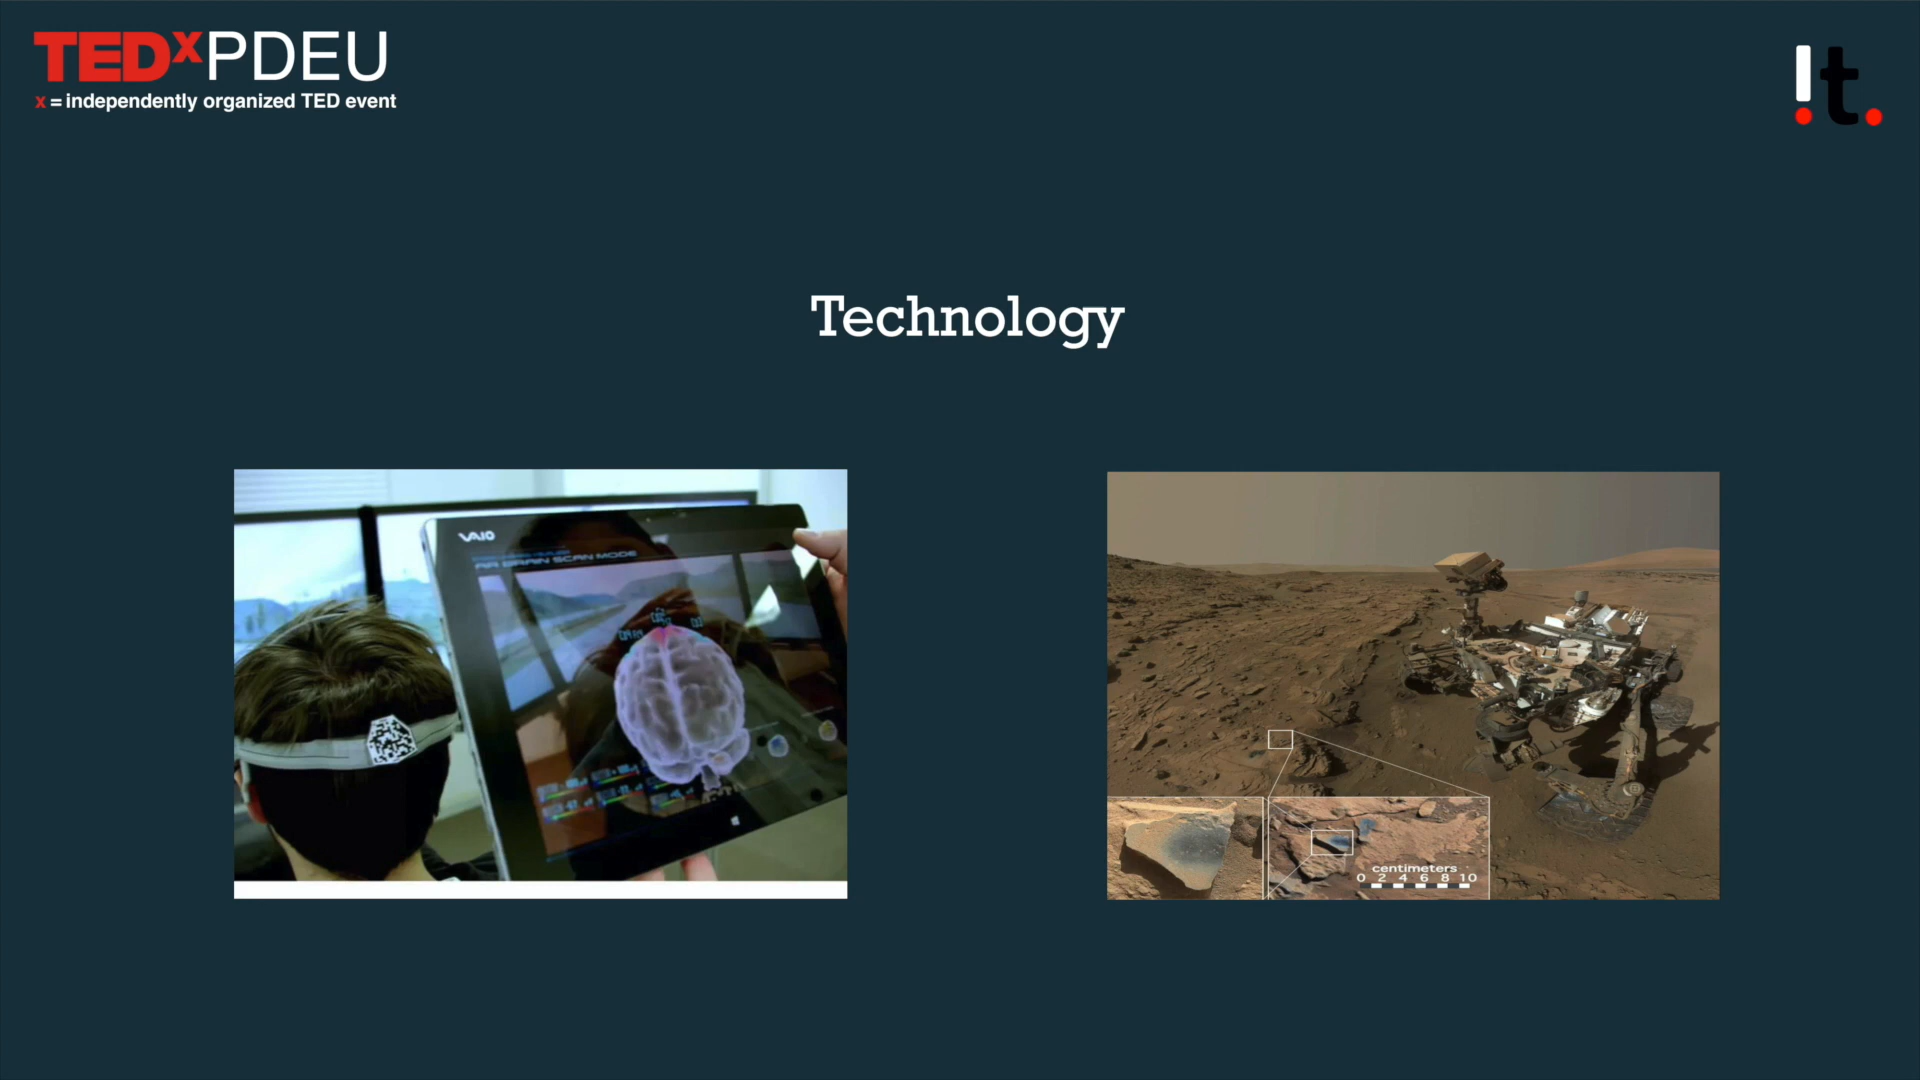 TEDxPDEU
x = independently organized TED event
!t.
Technology
VAIO
AR BRAIN SCAN MODE
centimeters
0 2 4 6 8 10